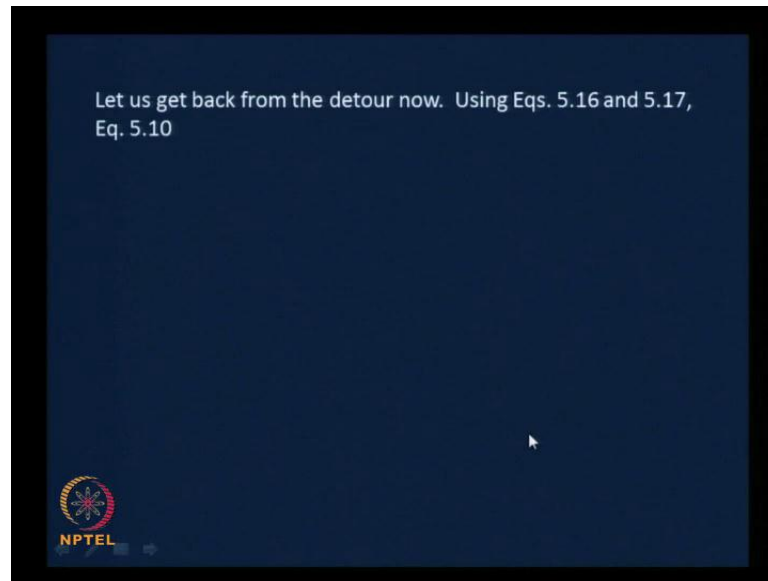 Let us get back from the detour now. Using Eqs. 5.16 and 5.17,
Eq. 5.10
NPTEL